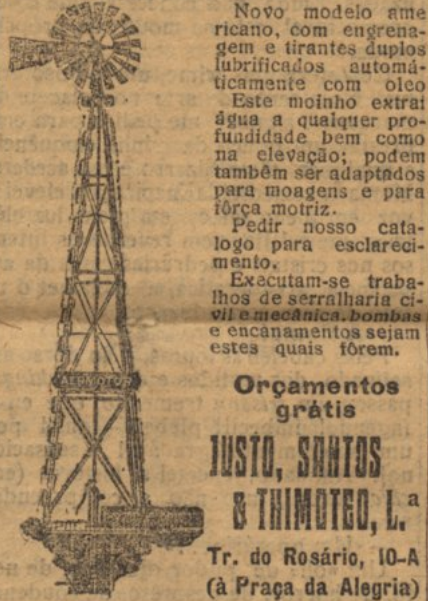 Novo modelo ame
ricano, com engrena-
gem e tirantes duplos
lubrificados automá-
ticamente com oleo
Este moinho extrai
água a qualquer pro-
fundidade bem como
na elevação; podem
também ser adaptados
para moagens e para
fôrça motriz.
Pedir nosso cata-
logo para esclareci-
mento.
Executam-se traba-
lhos de serralharia ci-
vil e mecânica, bombas
e encanamentos sejam
estes quais fôrem.
AERMOTOR
Orçamentos
grátis
JUSTO, SANTOS
& THIMOTEO, L.ª
Tr. do Rosário, 10-A
(à Praça da Alegria)